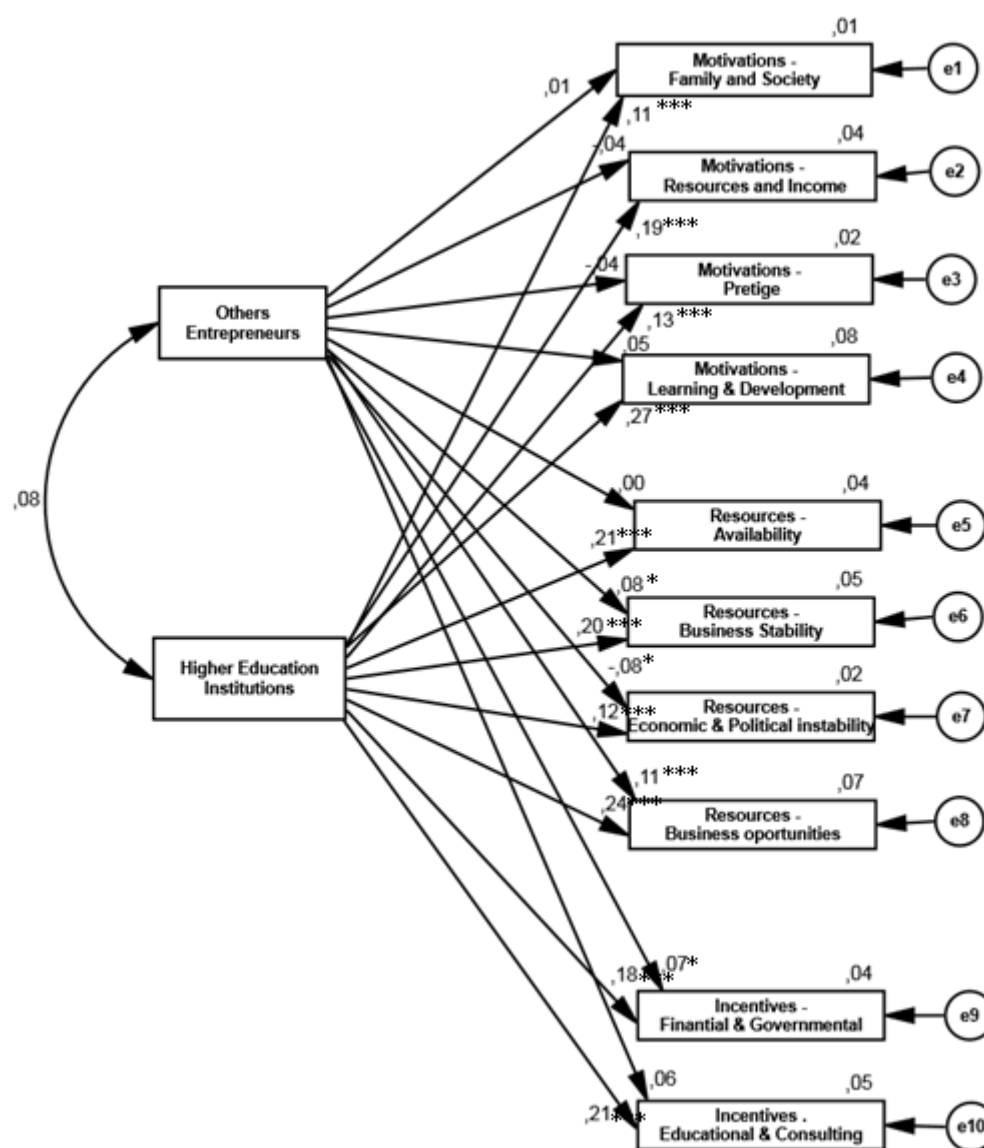 ,01
Motivations -
Family and Society
e1
,01
,11 ***
,04
-,04
Motivations -
Resources and Income
e2
,19***
,02
-,04
Motivations -
Pretige
e3
,13 ***
Others
Entrepreneurs
,05
,08
Motivations -
Learning & Development
e4
,27***
,08
,00
,04
Resources -
Availability
e5
,21***
,08 *
,05
Resources -
Business Stability
e6
,20***
Higher Education
Institutions
-,08*
,02
Resources -
Economic & Political instability
e7
,12***
,11 ***
,07
Resources -
Business oportunities
e8
,24***
,18***
,07*
,04
Incentives -
Finantial & Governmental
e9
,06
,05
,21***
Incentives .
Educational & Consulting
e10